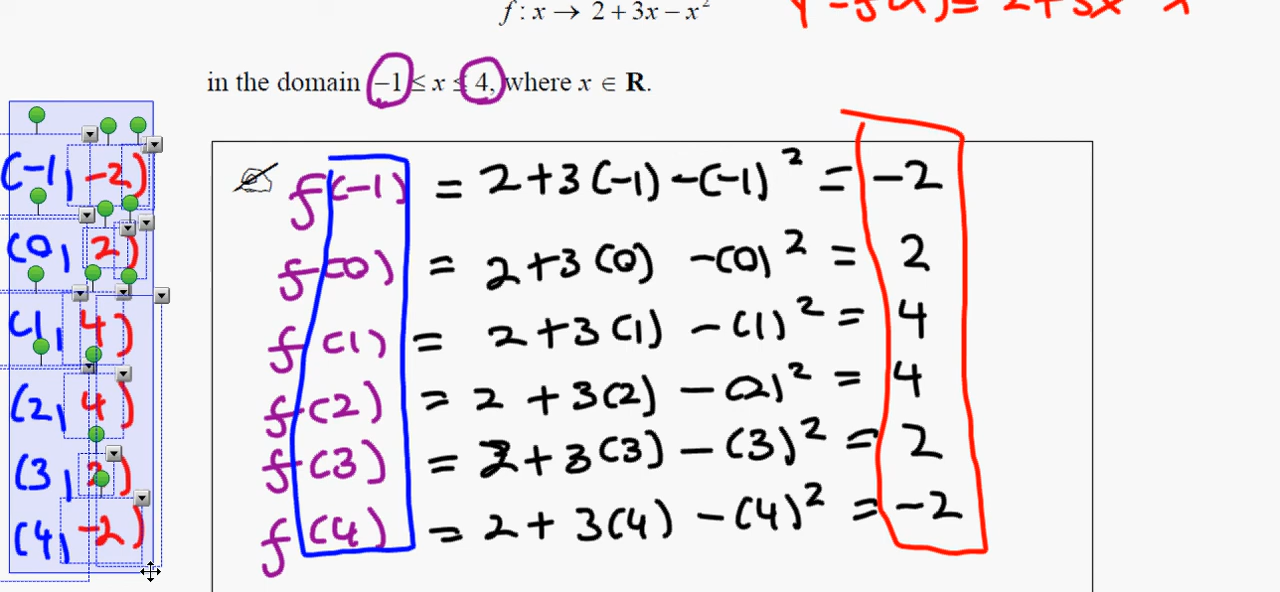 f : x → 2 + 3x − x²
y = f(x) = 2 + 3x − x²
in the domain −1 ≤ x ≤ 4, where x ∈ R.
f(-1) = 2+3(-1)-(-1)² = -2
f(0) = 2+3(0) -(0)² = 2
f(1) = 2+3(1) -(1)² = 4
f(2) = 2 + 3(2) -(2)² = 4
f(3) = 2+3(3) -(3)² = 2
f(4) = 2+3(4) -(4)² = -2
(-1, -2)
(0, 2)
(1, 4)
(2, 4)
(3, 2)
(4, -2)